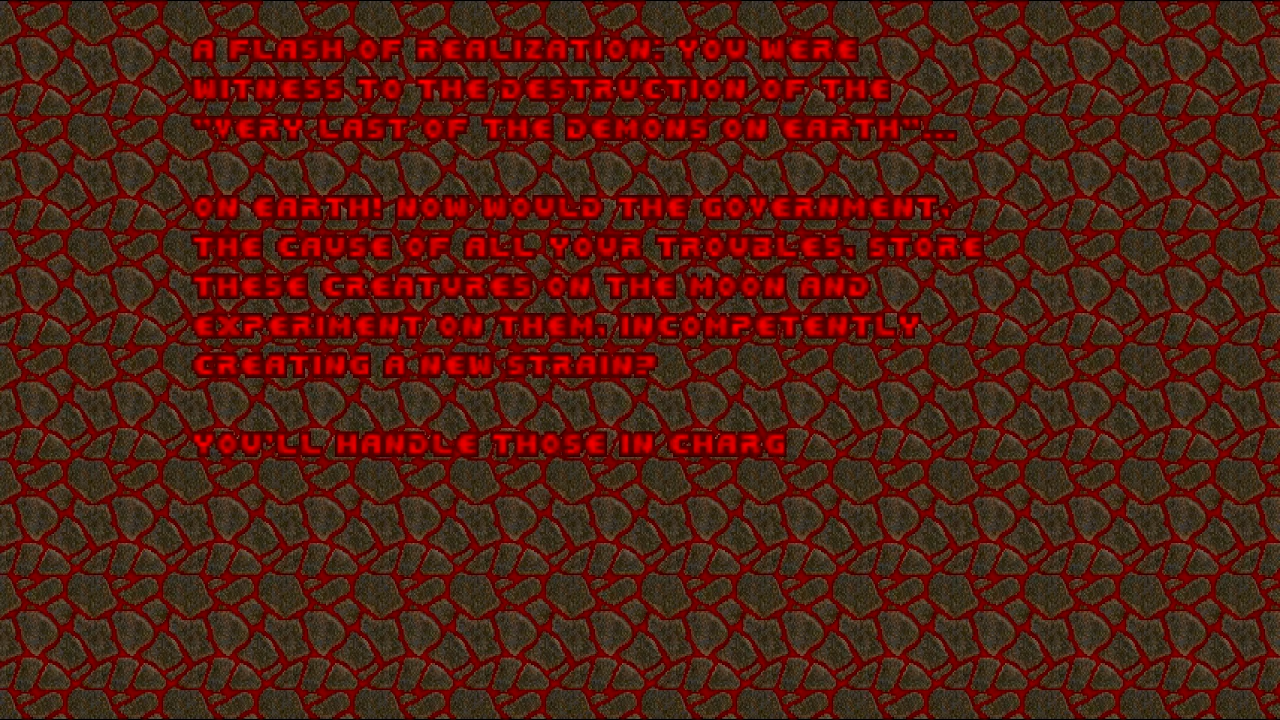 A FLASH OF REALIZATION: YOU WERE
WITNESS TO THE DESTRUCTION OF THE
"VERY LAST OF THE DEMONS ON EARTH"...
ON EARTH! NOW WOULD THE GOVERNMENT,
THE CAUSE OF ALL YOUR TROUBLES, STORE
THESE CREATURES ON THE MOON AND
EXPERIMENT ON THEM, INCOMPETENTLY
CREATING A NEW STRAIN?
YOU'LL HANDLE THOSE IN CHARG